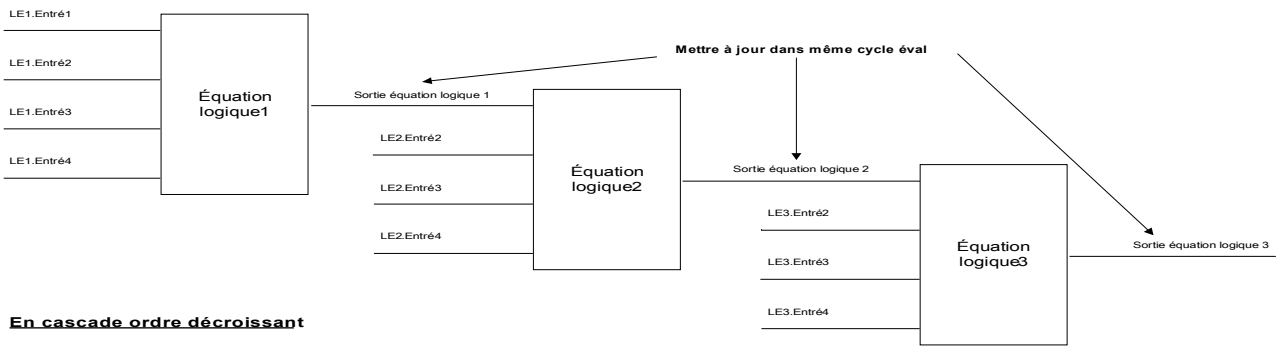 LE1.Entré1
LE1.Entré2
LE1.Entré3
LE1.Entré4
Équation
logique1
Mettre à jour dans même cycle éval
Sortie équation logique 1
LE2.Entré2
LE2.Entré3
LE2.Entré4
Équation
logique2
Sortie équation logique 2
LE3.Entré2
LE3.Entré3
LE3.Entré4
Équation
logique3
Sortie équation logique 3
En cascade ordre décroissant